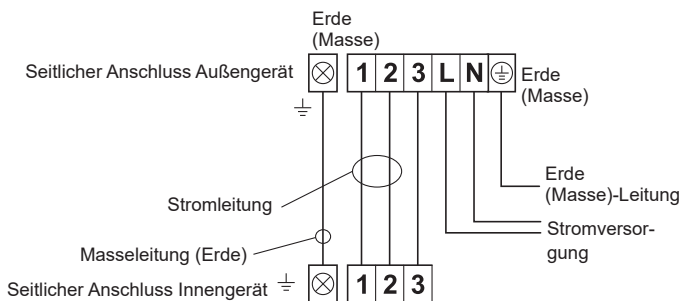 Erde
(Masse)
Seitlicher Anschluss Außengerät
1 2 3 L N
Erde
(Masse)
Erde
(Masse)-Leitung
Stromleitung
Stromversor-
gung
Masseleitung (Erde)
Seitlicher Anschluss Innengerät
1 2 3